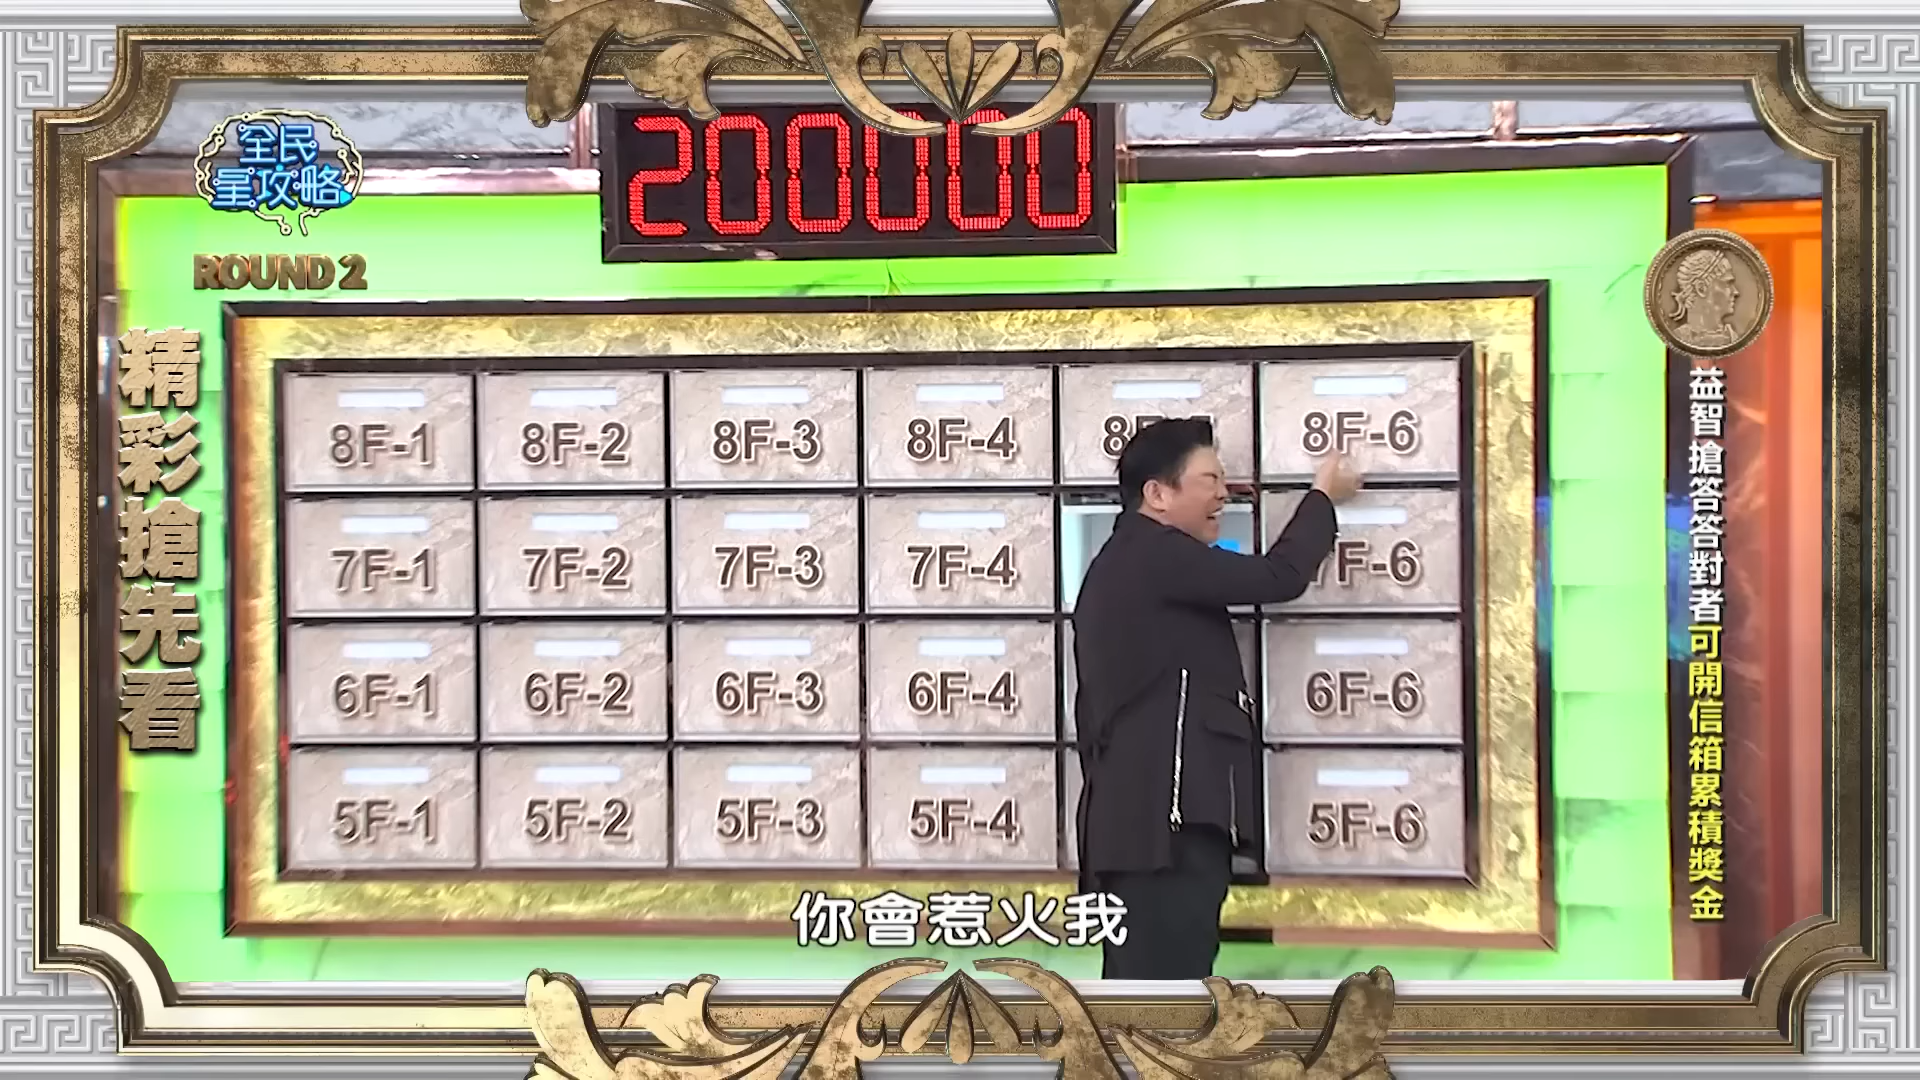 200000
全民
星攻略
ROUND 2
精彩搶先看
益智搶答答對者可開信箱累積獎金
8F-1 8F-2 8F-3 8F-4 8F-6
7F-1 7F-2 7F-3 7F-4 7F-6
6F-1 6F-2 6F-3 6F-4 6F-6
5F-1 5F-2 5F-3 5F-4 5F-6
你會惹火我